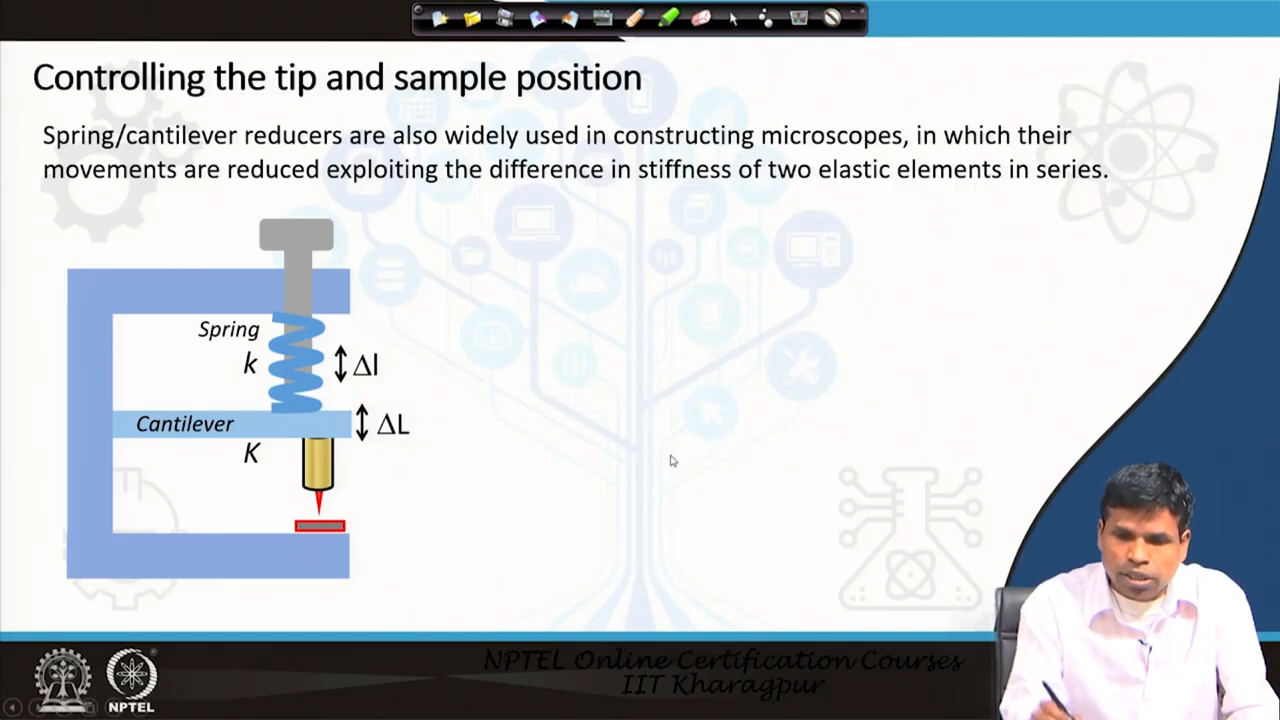 Controlling the tip and sample position
Spring/cantilever reducers are also widely used in constructing microscopes, in which their
movements are reduced exploiting the difference in stiffness of two elastic elements in series.
Spring
k
Δl
Cantilever
ΔL
K
NPTEL Online Certification Courses
IIT Kharagpur
NPTEL